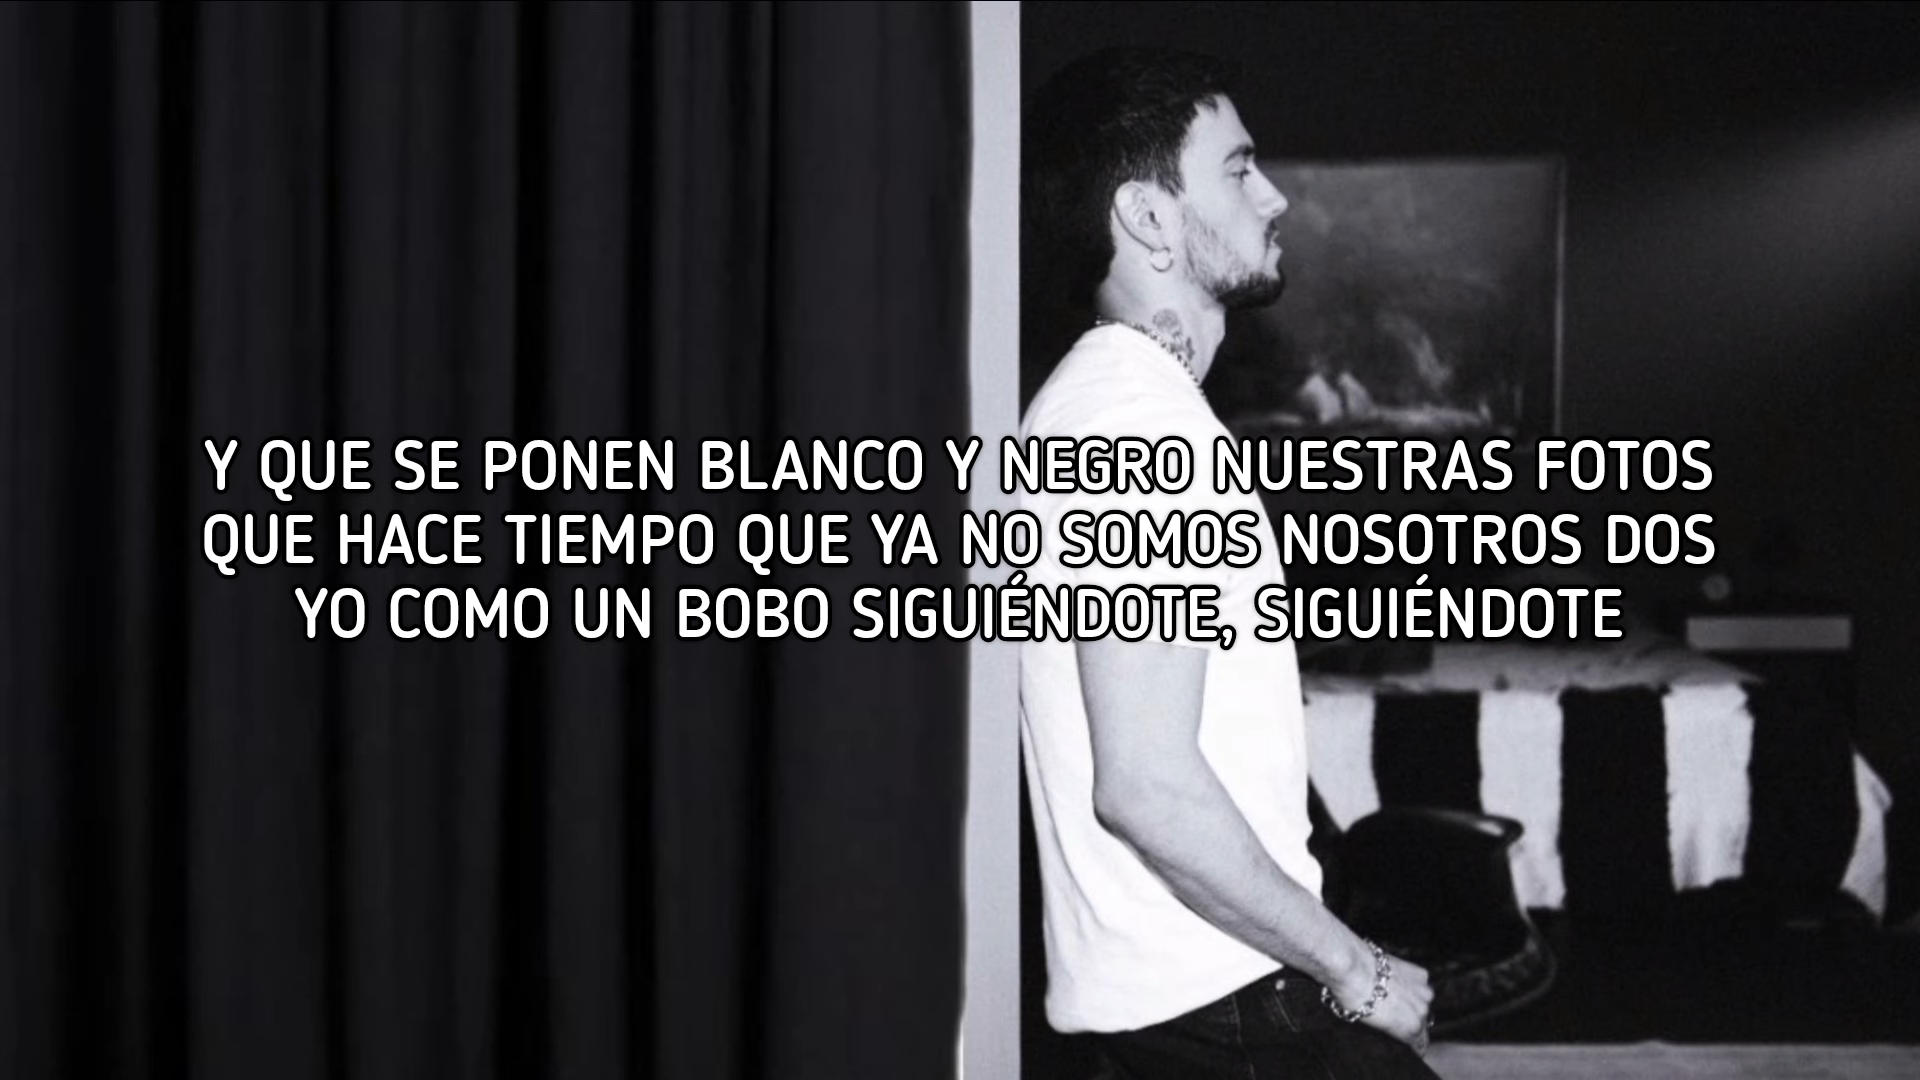 Y QUE SE PONEN BLANCO Y NEGRO NUESTRAS FOTOS
QUE HACE TIEMPO QUE YA NO SOMOS NOSOTROS DOS
YO COMO UN BOBO SIGUIÉNDOTE, SIGUIÉNDOTE